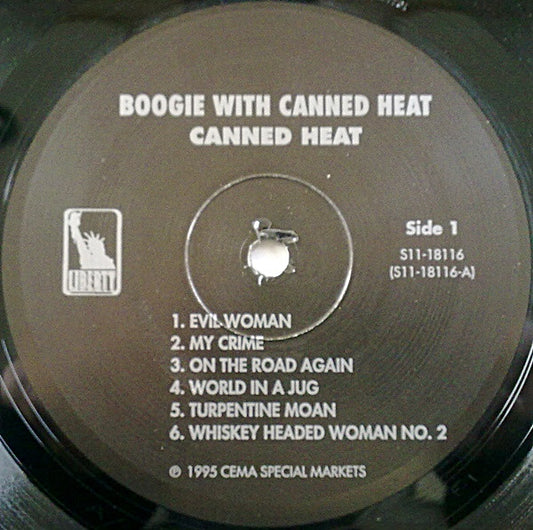 BOOGIE WITH CANNED HEAT
CANNED HEAT
Side 1
S11-18116
(S11-18116-A)
LIBERTY
1. EVIL WOMAN
2. MY CRIME
3. ON THE ROAD AGAIN
4. WORLD IN A JUG
5. TURPENTINE MOAN
6. WHISKEY HEADED WOMAN NO. 2
℗ 1995 CEMA SPECIAL MARKETS